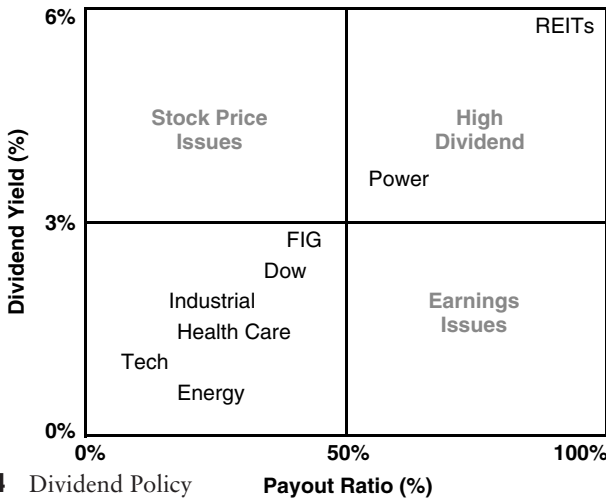 6%
REITs
Stock Price
Issues
High
Dividend
Power
Dividend Yield (%)
3%
FIG
Dow
Industrial
Earnings
Issues
Health Care
Tech
Energy
0%
0%
50%
100%
4 Dividend Policy
Payout Ratio (%)